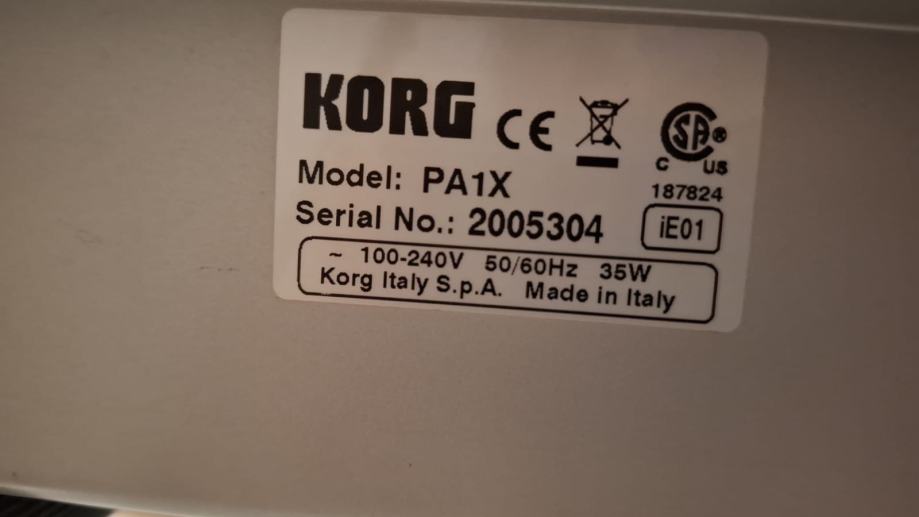 KORG CE
SA ®
C US
Model: PA1X
187824
Serial No.: 2005304
iE01
~ 100-240V 50/60Hz 35W
Korg Italy S.p.A. Made in Italy